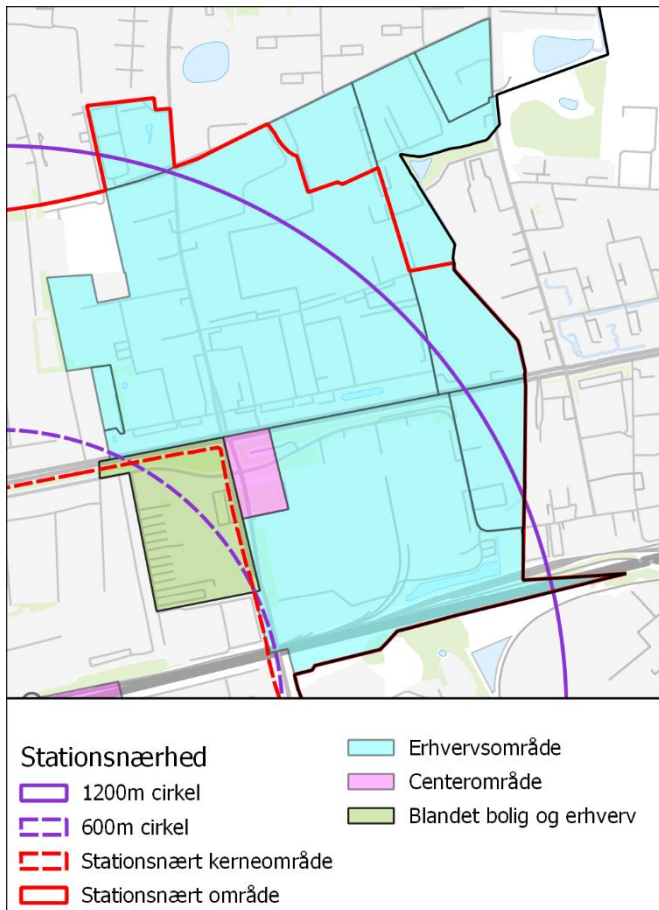 Stationsnærhed
1200m cirkel
600m cirkel
Stationsnært kerneområde
Stationsnært område
Erhvervsområde
Centerområde
Blandet bolig og erhverv